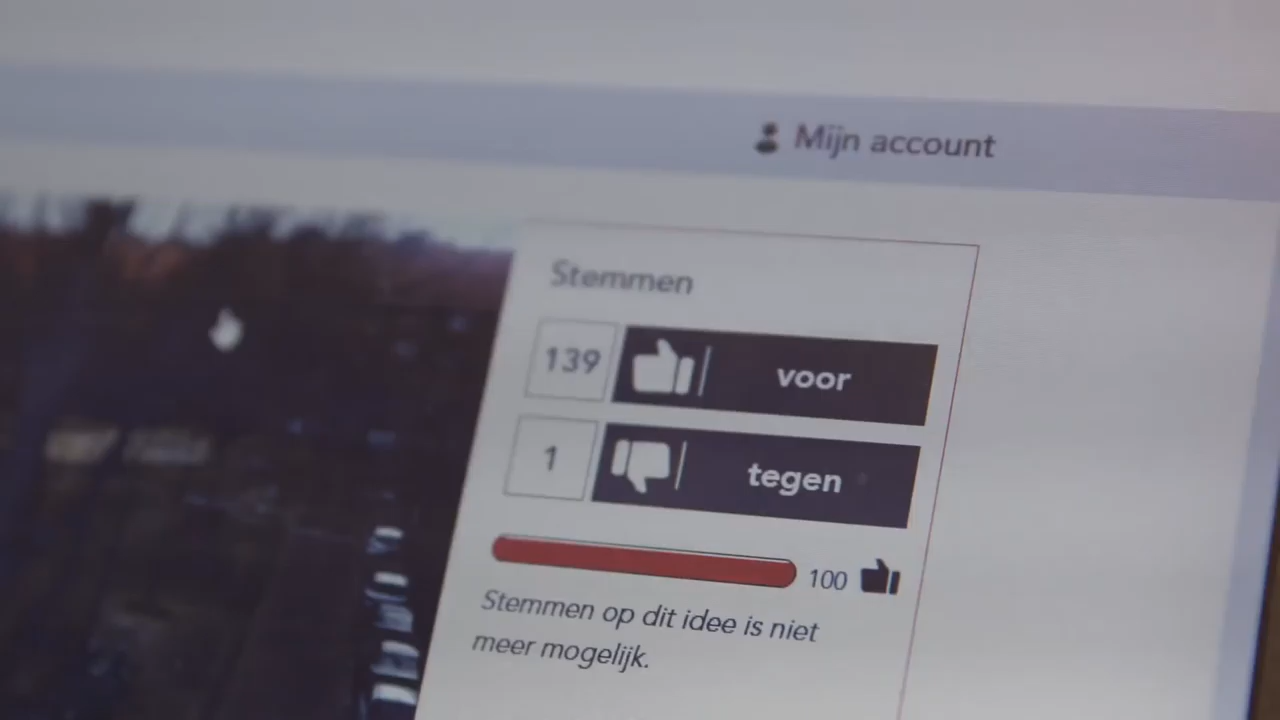 Mijn account
Stemmen
139 voor
1 tegen
100
Stemmen op dit idee is niet
meer mogelijk.